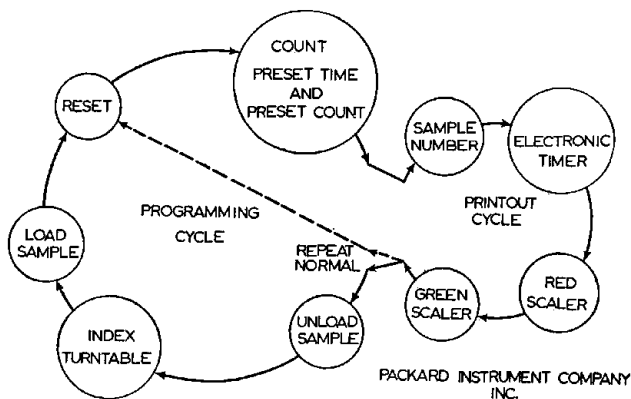 COUNT
PRESET TIME
AND
PRESET COUNT
RESET
SAMPLE
NUMBER
ELECTRONIC
TIMER
PROGRAMMING
CYCLE
PRINTOUT
CYCLE
LOAD
SAMPLE
REPEAT
NORMAL
RED
SCALER
GREEN
SCALER
UNLOAD
SAMPLE
INDEX
TURNTABLE
PACKARD INSTRUMENT COMPANY
INC.